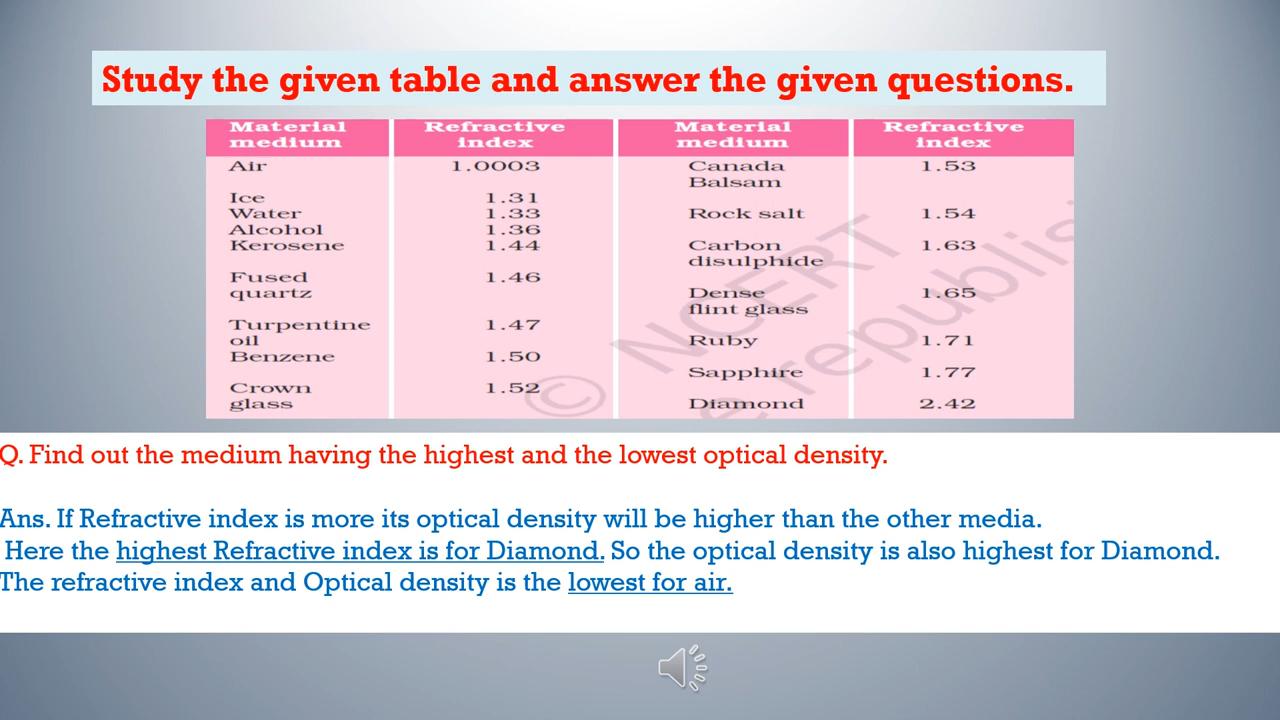 Study the given table and answer the given questions.
Material medium Refractive index Material medium Refractive index
Air 1.0003 Canada Balsam 1.53
Ice 1.31
Water 1.33 Rock salt 1.54
Alcohol 1.36
Kerosene 1.44 Carbon disulphide 1.63
Fused quartz 1.46 Dense flint glass 1.65
Turpentine oil 1.47 Ruby 1.71
Benzene 1.50 Sapphire 1.77
Crown glass 1.52 Diamond 2.42
© NCERT
e republis
Q. Find out the medium having the highest and the lowest optical density.
Ans. If Refractive index is more its optical density will be higher than the other media.
Here the highest Refractive index is for Diamond. So the optical density is also highest for Diamond.
The refractive index and Optical density is the lowest for air.